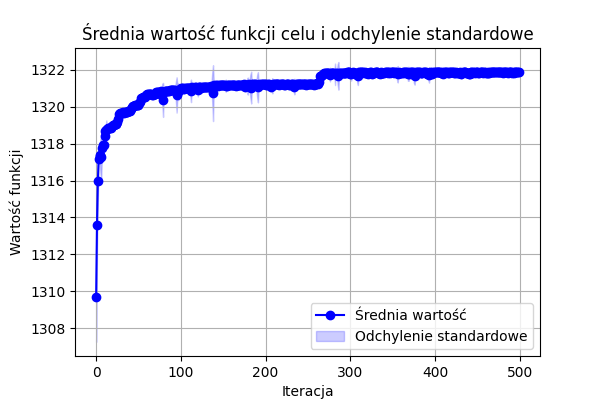 Średnia wartość funkcji celu i odchylenie standardowe
Wartość funkcji
1322
1320
1318
1316
1314
1312
1310
1308
0 100 200 300 400 500
Iteracja
Średnia wartość
Odchylenie standardowe